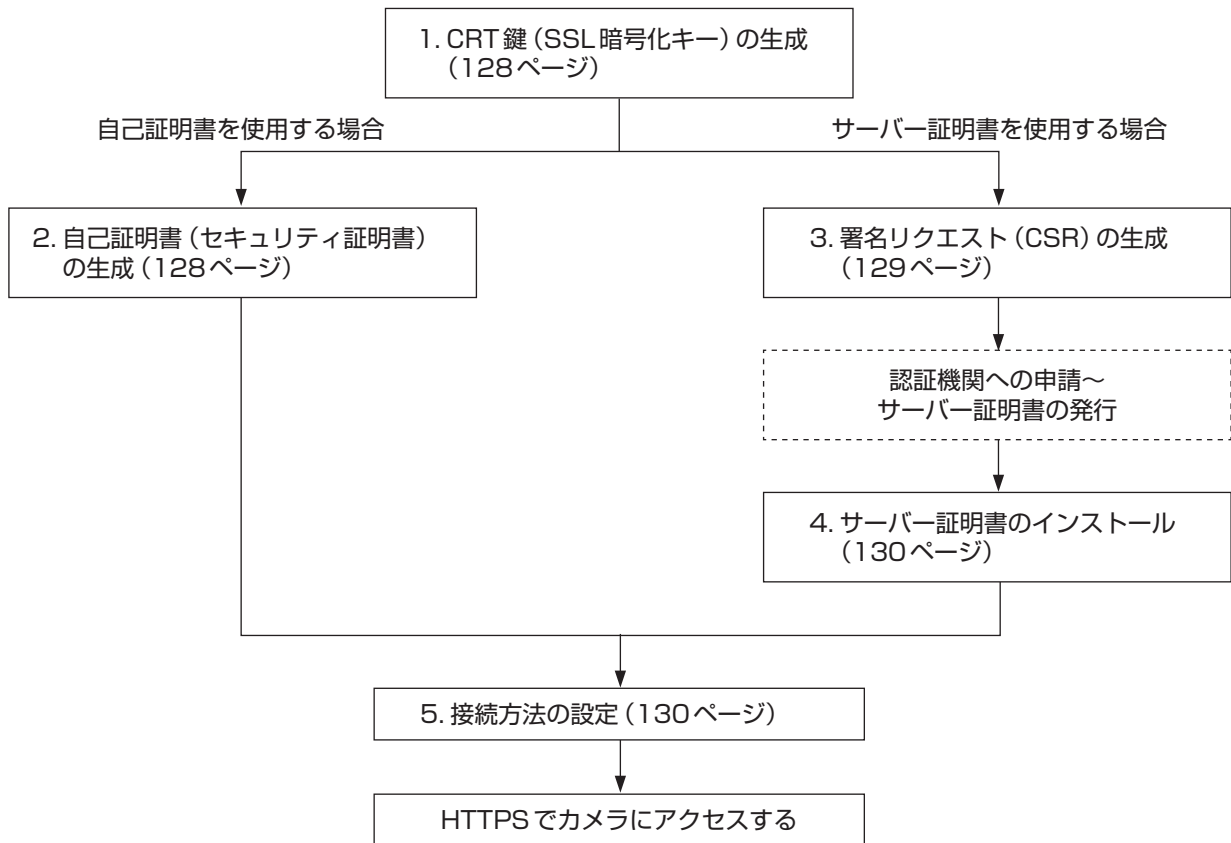 1. CRT鍵（SSL暗号化キー）の生成
（128ページ）
自己証明書を使用する場合
サーバー証明書を使用する場合
2. 自己証明書（セキュリティ証明書）
の生成（128ページ）
3. 署名リクエスト（CSR）の生成
（129ページ）
認証機関への申請～
サーバー証明書の発行
4. サーバー証明書のインストール
（130ページ）
5. 接続方法の設定（130ページ）
HTTPSでカメラにアクセスする